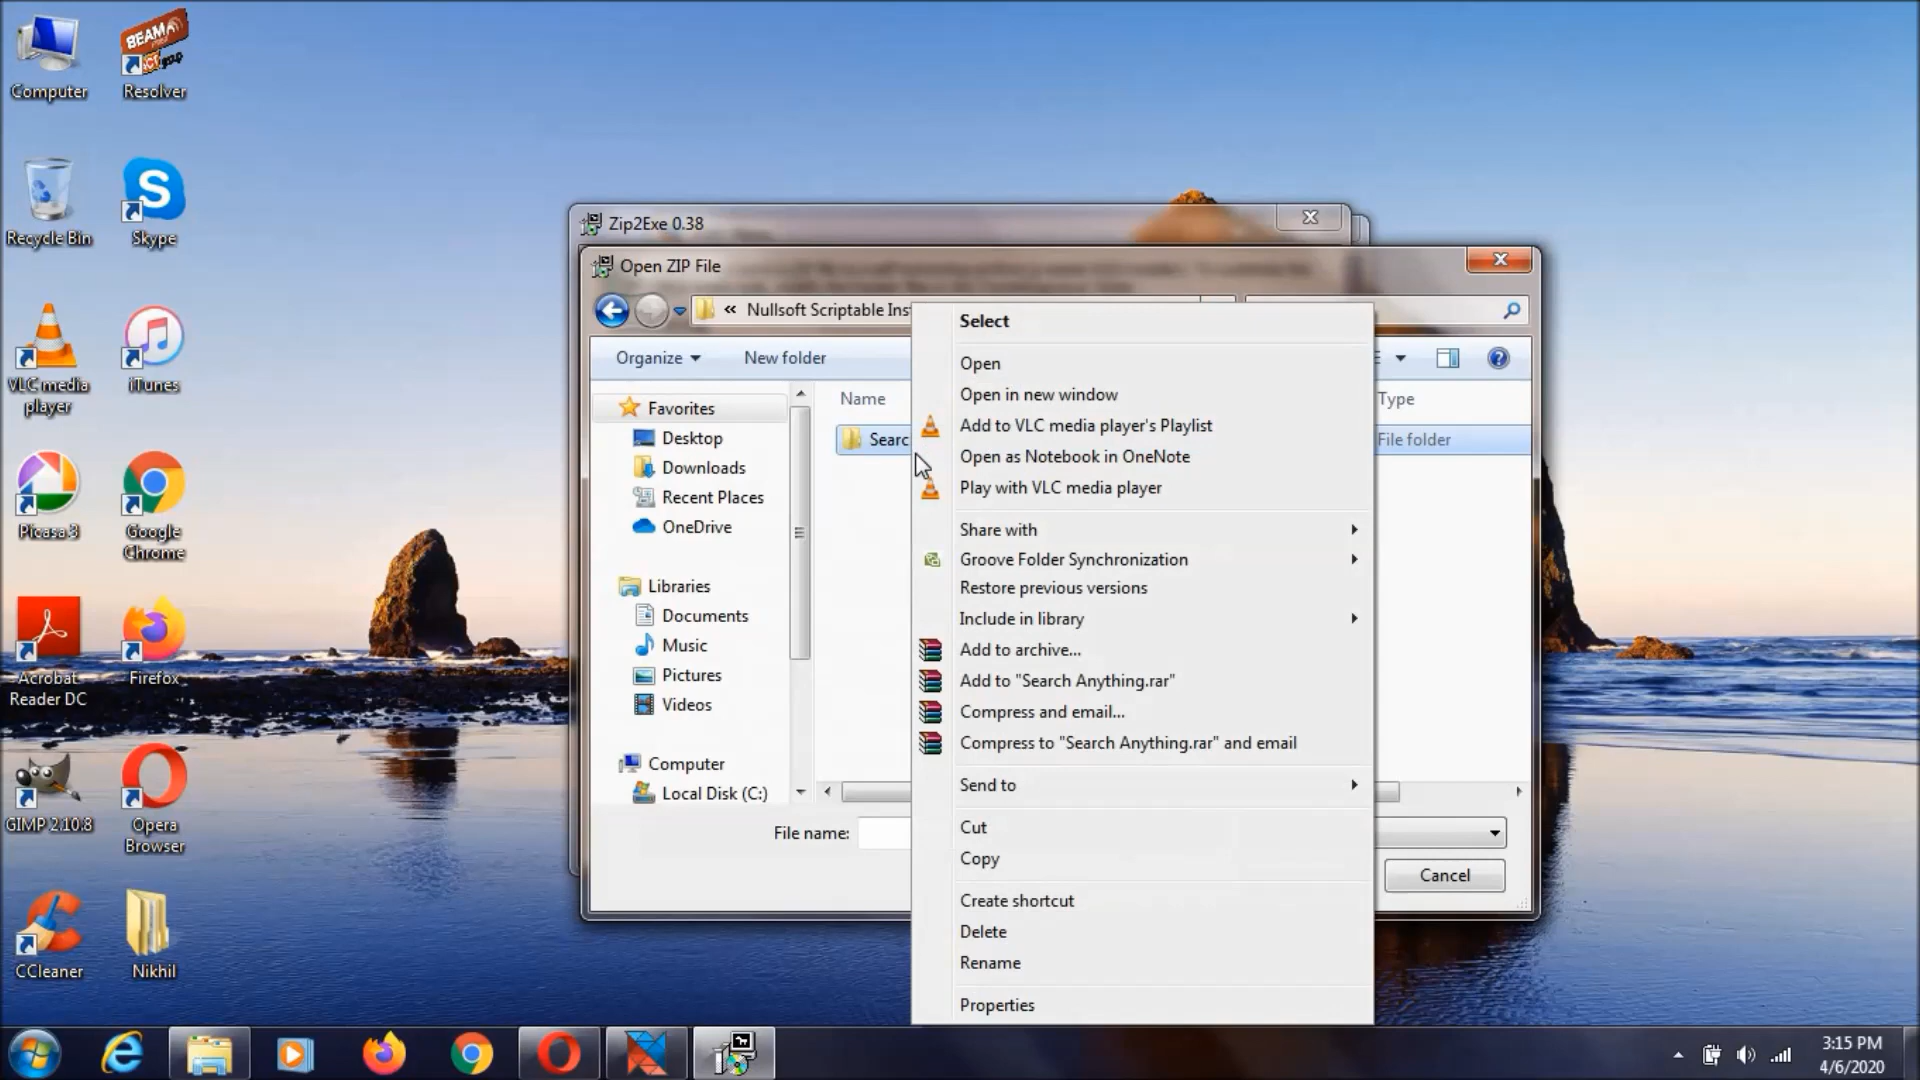 Computer
Resolver
Recycle Bin
Skype
VLC media player
iTunes
Picasa 3
Google Chrome
Acrobat Reader DC
Firefox
GIMP 2.10.8
Opera Browser
CCleaner
Nikhil
BEAM
Zip2Exe 0.38
Open ZIP File
« Nullsoft Scriptable Ins
Organize
New folder
Favorites
Desktop
Downloads
Recent Places
OneDrive
Libraries
Documents
Music
Pictures
Videos
Computer
Local Disk (C:)
Name
Type
Searc
File folder
File name:
Cancel
Select
Open
Open in new window
Add to VLC media player's Playlist
Open as Notebook in OneNote
Play with VLC media player
Share with
Groove Folder Synchronization
Restore previous versions
Include in library
Add to archive...
Add to "Search Anything.rar"
Compress and email...
Compress to "Search Anything.rar" and email
Send to
Cut
Copy
Create shortcut
Delete
Rename
Properties
3:15 PM
4/6/2020